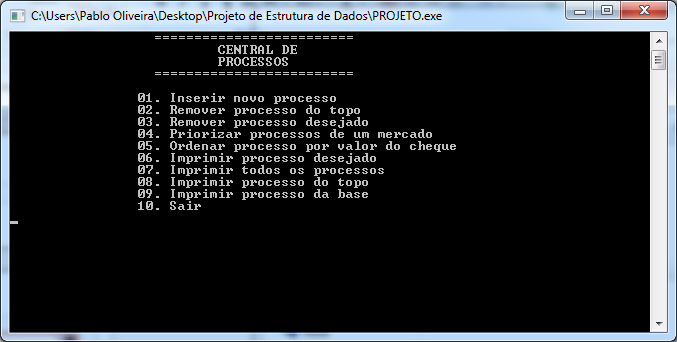 C:\Users\Pablo Oliveira\Desktop\Projeto de Estrutura de Dados\PROJETO.exe
=========================
CENTRAL DE
PROCESSOS
=========================
01. Inserir novo processo
02. Remover processo do topo
03. Remover processo desejado
04. Priorizar processos de um mercado
05. Ordenar processo por valor do cheque
06. Imprimir processo desejado
07. Imprimir todos os processos
08. Imprimir processo do topo
09. Imprimir processo da base
10. Sair